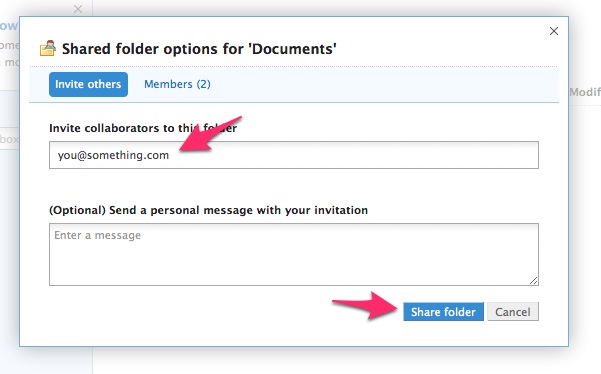 ow
ome
mo
box
Modif
Shared folder options for 'Documents'
Invite others
Members (2)
Invite collaborators to this folder
you@something.com
(Optional) Send a personal message with your invitation
Enter a message
Share folder
Cancel